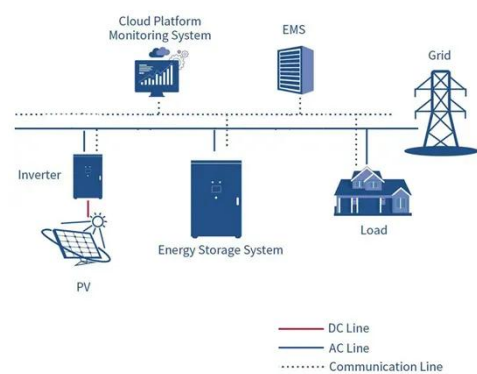 Cloud Platform
Monitoring System
EMS
Grid
Inverter
Energy Storage System
Load
PV
DC Line
AC Line
Communication Line